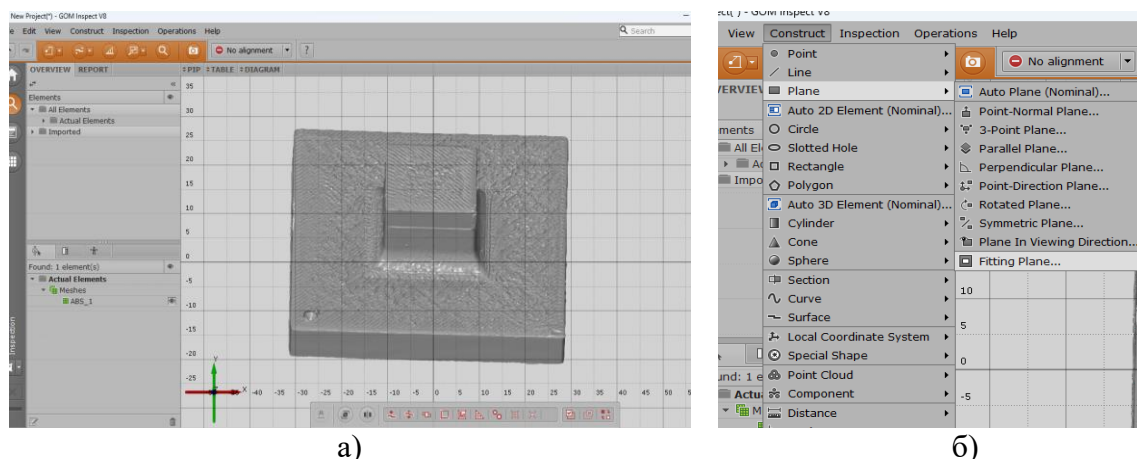 New Project(*) - GOM Inspect V8
e Edit View Construct Inspection Operations Help
Search
No alignment
?
OVERVIEW REPORT
PIP TABLE DIAGRAM
Elements
All Elements
Actual Elements
Imported
Found: 1 element(s)
Actual Elements
Meshes
ABS_1
Inspection
35
30
25
20
15
10
5
0
-5
-10
-15
-20
-25
Y
X
-40 -35 -30 -25 -20 -15 -10 -5 0 5 10 15 20 25 30 35 40 45 50
а)
ect( ) - GOM Inspect V8
View Construct Inspection Operations Help
No alignment
VERVIEW
ments
All El
Ac
Impo
und: 1 e
Actua
M
Point
Line
Plane
Auto 2D Element (Nominal)...
Circle
Slotted Hole
Rectangle
Polygon
Auto 3D Element (Nominal)...
Cylinder
Cone
Sphere
Section
Curve
Surface
Local Coordinate System
Special Shape
Point Cloud
Component
Distance
Auto Plane (Nominal)...
Point-Normal Plane...
3-Point Plane...
Parallel Plane...
Perpendicular Plane...
Point-Direction Plane...
Rotated Plane...
Symmetric Plane...
Plane In Viewing Direction...
Fitting Plane...
10
5
0
-5
б)